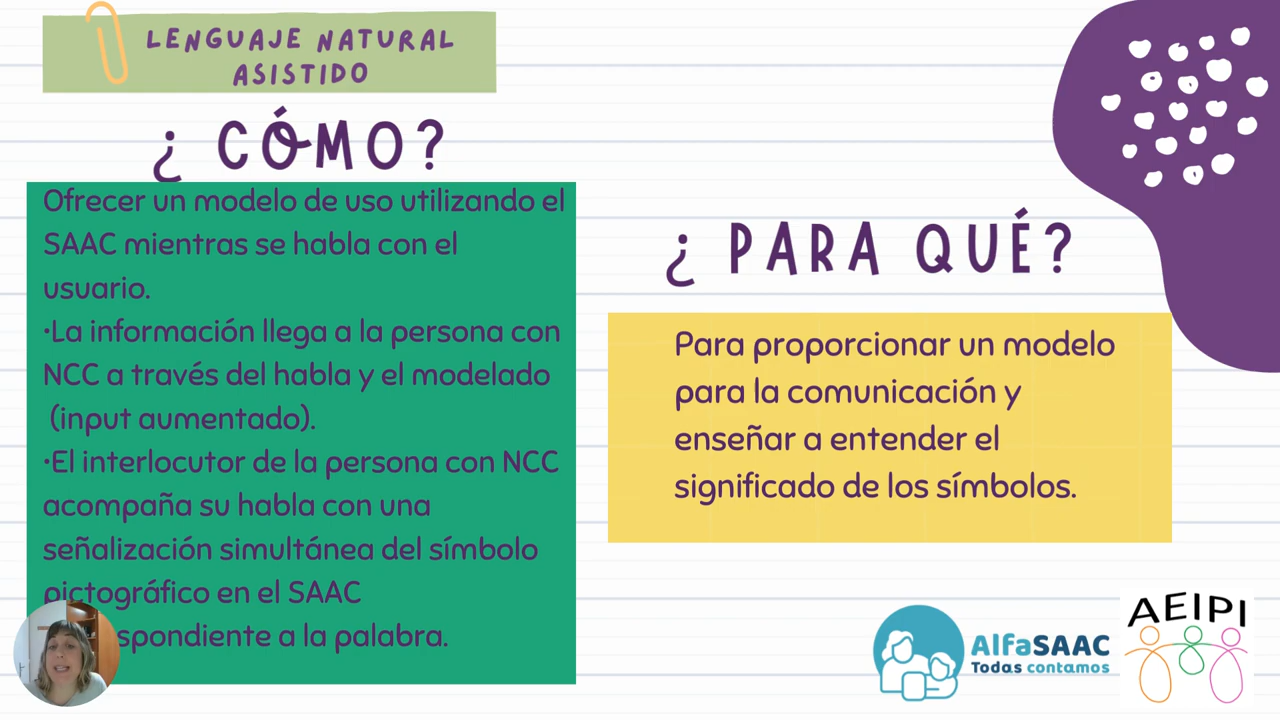 LENGUAJE NATURAL
ASISTIDO
¿ CÓMO?
Ofrecer un modelo de uso utilizando el
SAAC mientras se habla con el
usuario.
•La información llega a la persona con
NCC a través del habla y el modelado
(input aumentado).
•El interlocutor de la persona con NCC
acompaña su habla con una
señalización simultánea del símbolo
pictográfico en el SAAC
spondiente a la palabra.
¿ PARA QUÉ?
Para proporcionar un modelo
para la comunicación y
enseñar a entender el
significado de los símbolos.
AlfaSAAC
Todas contamos
AEIPI